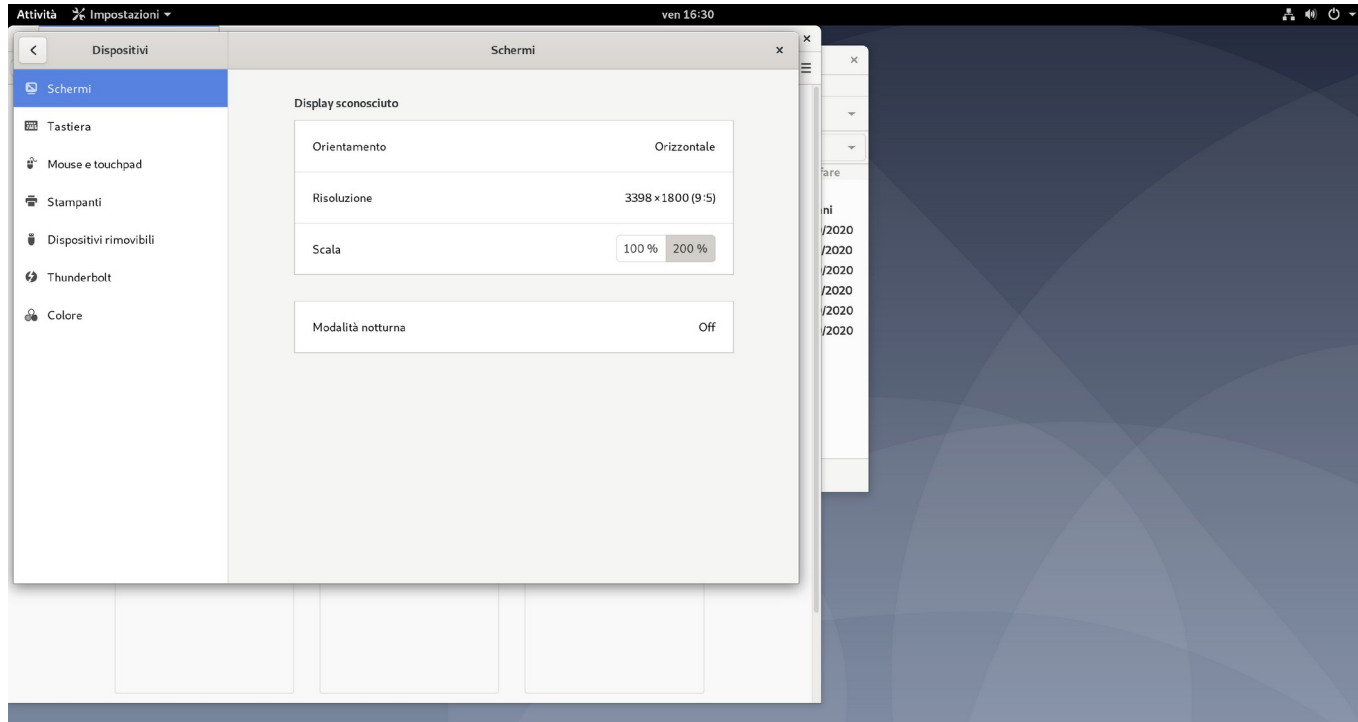 Attività Impostazioni ven 16:30
Dispositivi Schermi
Schermi
Tastiera
Mouse e touchpad
Stampanti
Dispositivi rimovibili
Thunderbolt
Colore
Display sconosciuto
Orientamento Orizzontale
Risoluzione 3398 × 1800 (9∶5)
Scala 100 % 200 %
Modalità notturna Off
/2020
/2020
/2020
/2020
/2020
/2020